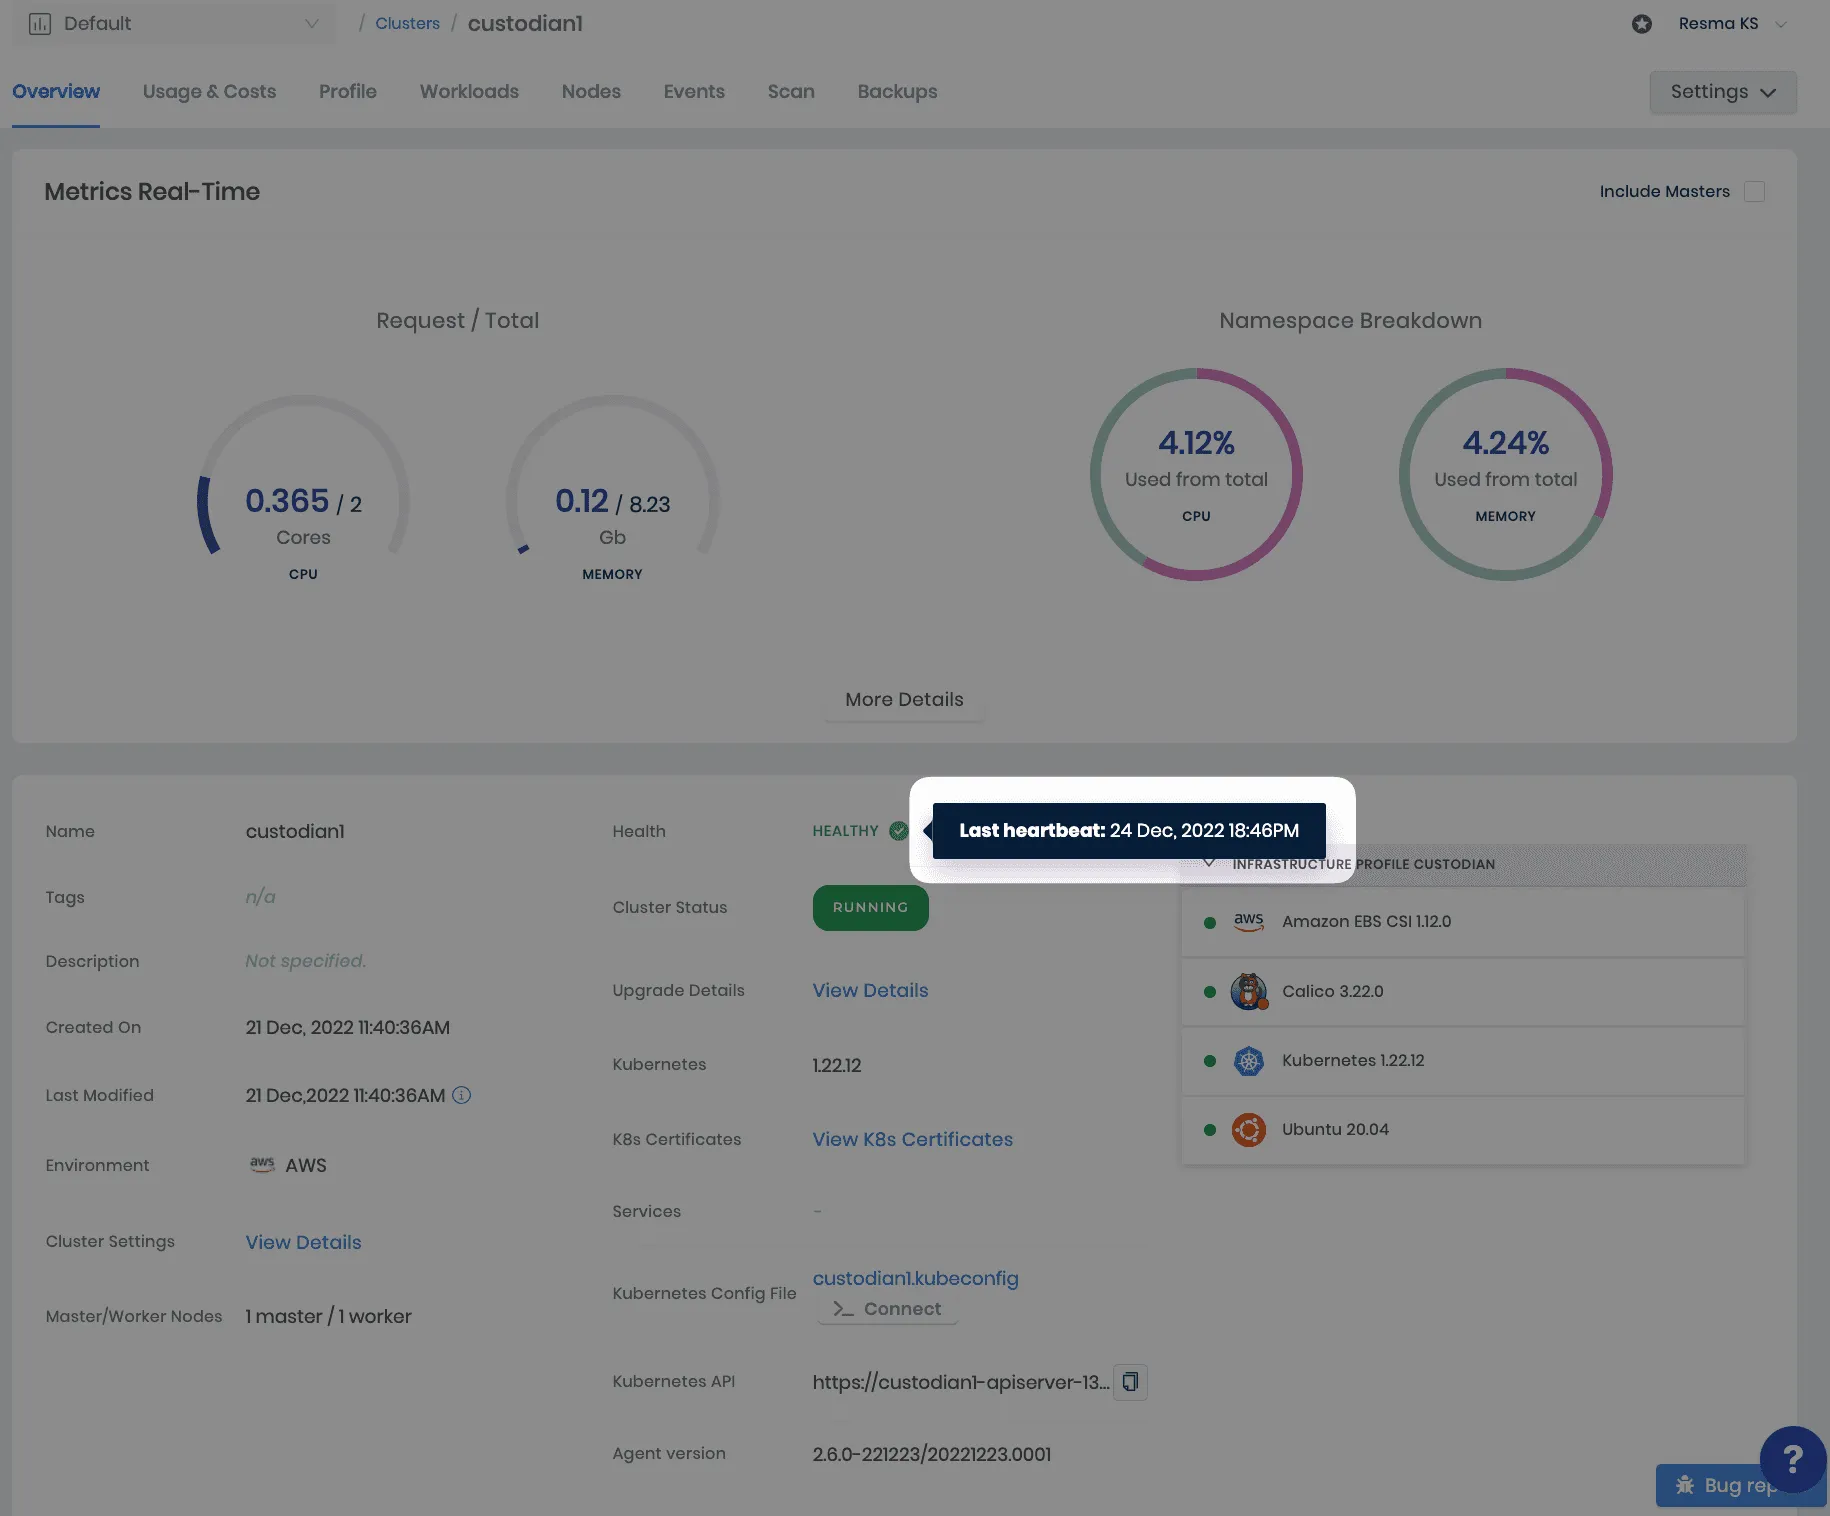 Default / Clusters / custodian1
Resma KS
Overview Usage & Costs Profile Workloads Nodes Events Scan Backups
Settings
Metrics Real-Time
Include Masters
Request / Total
Namespace Breakdown
0.365 / 2
Cores
CPU
0.12 / 8.23
Gb
MEMORY
4.12%
Used from total
CPU
4.24%
Used from total
MEMORY
More Details
Name custodian1
Tags n/a
Description Not specified.
Created On 21 Dec, 2022 11:40:36AM
Last Modified 21 Dec,2022 11:40:36AM
Environment aws AWS
Cluster Settings View Details
Master/Worker Nodes 1 master / 1 worker
Health HEALTHY
Last heartbeat: 24 Dec, 2022 18:46PM
Cluster Status RUNNING
Upgrade Details View Details
Kubernetes 1.22.12
K8s Certificates View K8s Certificates
Services -
Kubernetes Config File custodian1.kubeconfig
>_ Connect
Kubernetes API https://custodian1-apiserver-13...
Agent version 2.6.0-221223/20221223.0001
INFRASTRUCTURE PROFILE CUSTODIAN
aws Amazon EBS CSI 1.12.0
Calico 3.22.0
Kubernetes 1.22.12
Ubuntu 20.04
Bug rep
?